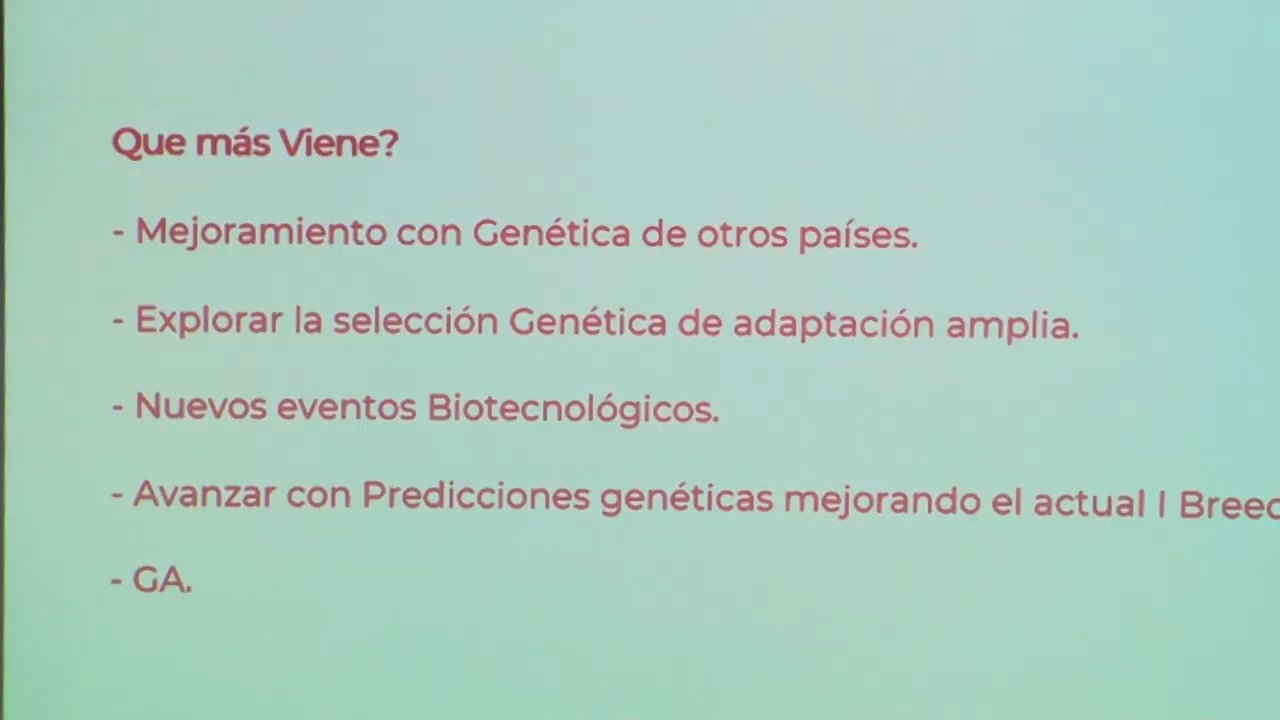 Que más Viene?
- Mejoramiento con Genética de otros países.
- Explorar la selección Genética de adaptación amplia.
- Nuevos eventos Biotecnológicos.
- Avanzar con Predicciones genéticas mejorando el actual I
- GA.